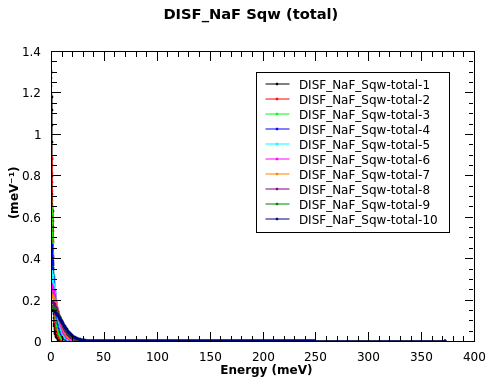 DISF_NaF Sqw (total)
1.4
1.2
1
0.8
0.6
0.4
0.2
0
(meV⁻¹)
DISF_NaF_Sqw-total-1
DISF_NaF_Sqw-total-2
DISF_NaF_Sqw-total-3
DISF_NaF_Sqw-total-4
DISF_NaF_Sqw-total-5
DISF_NaF_Sqw-total-6
DISF_NaF_Sqw-total-7
DISF_NaF_Sqw-total-8
DISF_NaF_Sqw-total-9
DISF_NaF_Sqw-total-10
0 50 100 150 200 250 300 350 400
Energy (meV)